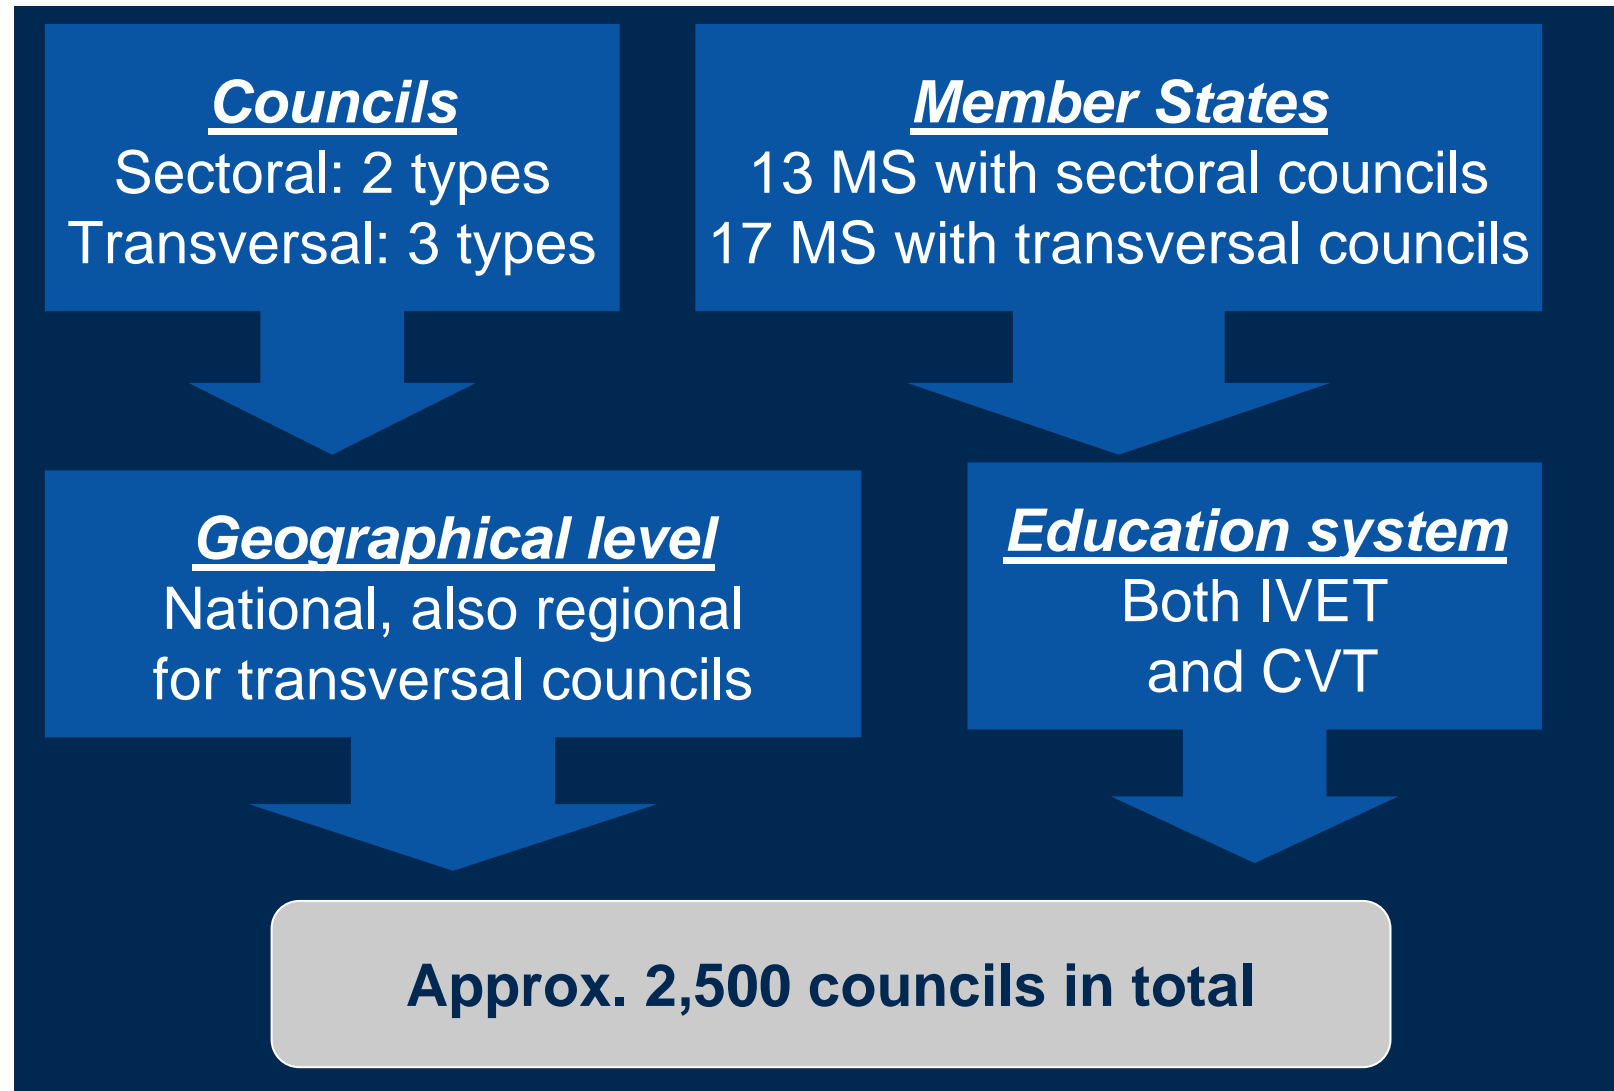 Councils
Sectoral: 2 types
Transversal: 3 types
Member States
13 MS with sectoral councils
17 MS with transversal councils
Geographical level
National, also regional
for transversal councils
Education system
Both IVET
and CVT
Approx. 2,500 councils in total